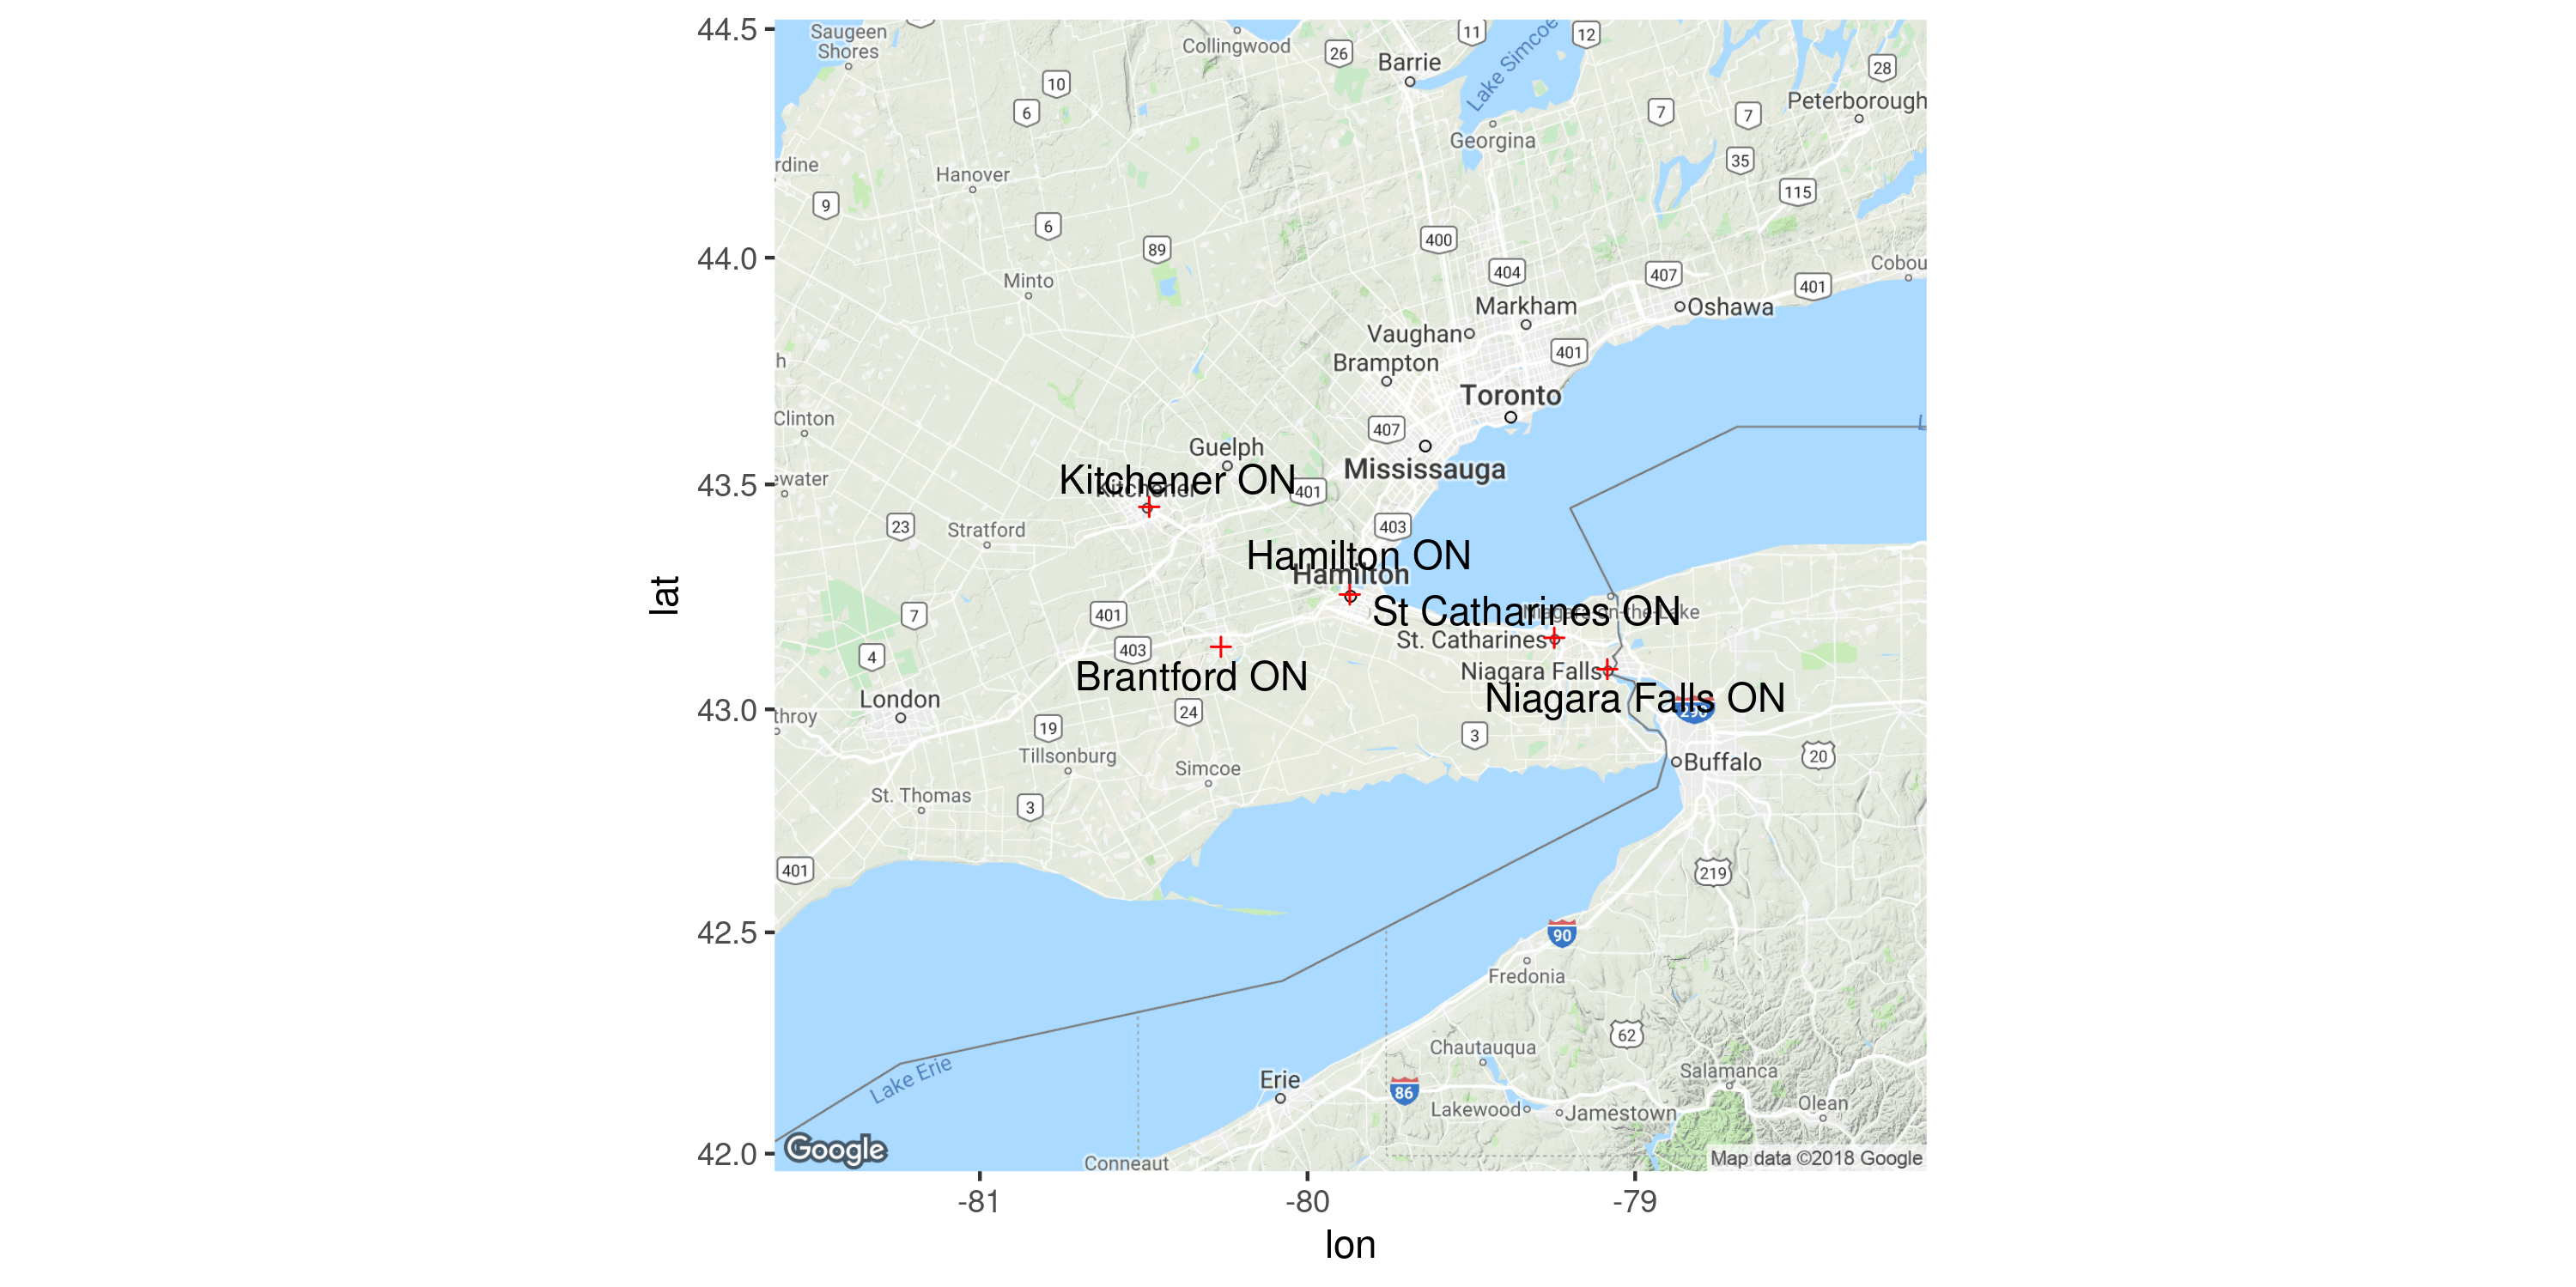 44.5
Saugeen
Shores
Collingwood
26
11
12
Barrie
Lake Simcoe
28
10
6
7
7
Peterborough
Georgina
35
rdine
Hanover
115
9
6
89
400
44.0
404
407
Cobou
Minto
401
Markham
Oshawa
Vaughan
401
h
Brampton
Toronto
Clinton
407
L
Guelph
Mississauga
43.5
ewater
Kitchener ON
Kitchener
401
23
Stratford
403
Hamilton ON
Hamilton
lat
7
401
St Catharines ON
Niagara-on-the-Lake
St. Catharines
4
403
Niagara Falls
Brantford ON
London
Niagara Falls ON
290
43.0
throy
24
19
3
Tillsonburg
Simcoe
Buffalo
20
St. Thomas
3
401
219
42.5
90
Fredonia
62
Chautauqua
Lake Erie
Erie
86
Salamanca
Lakewood
Jamestown
Olean
42.0
Google
Conneaut
Map data ©2018 Google
-81
-80
-79
lon